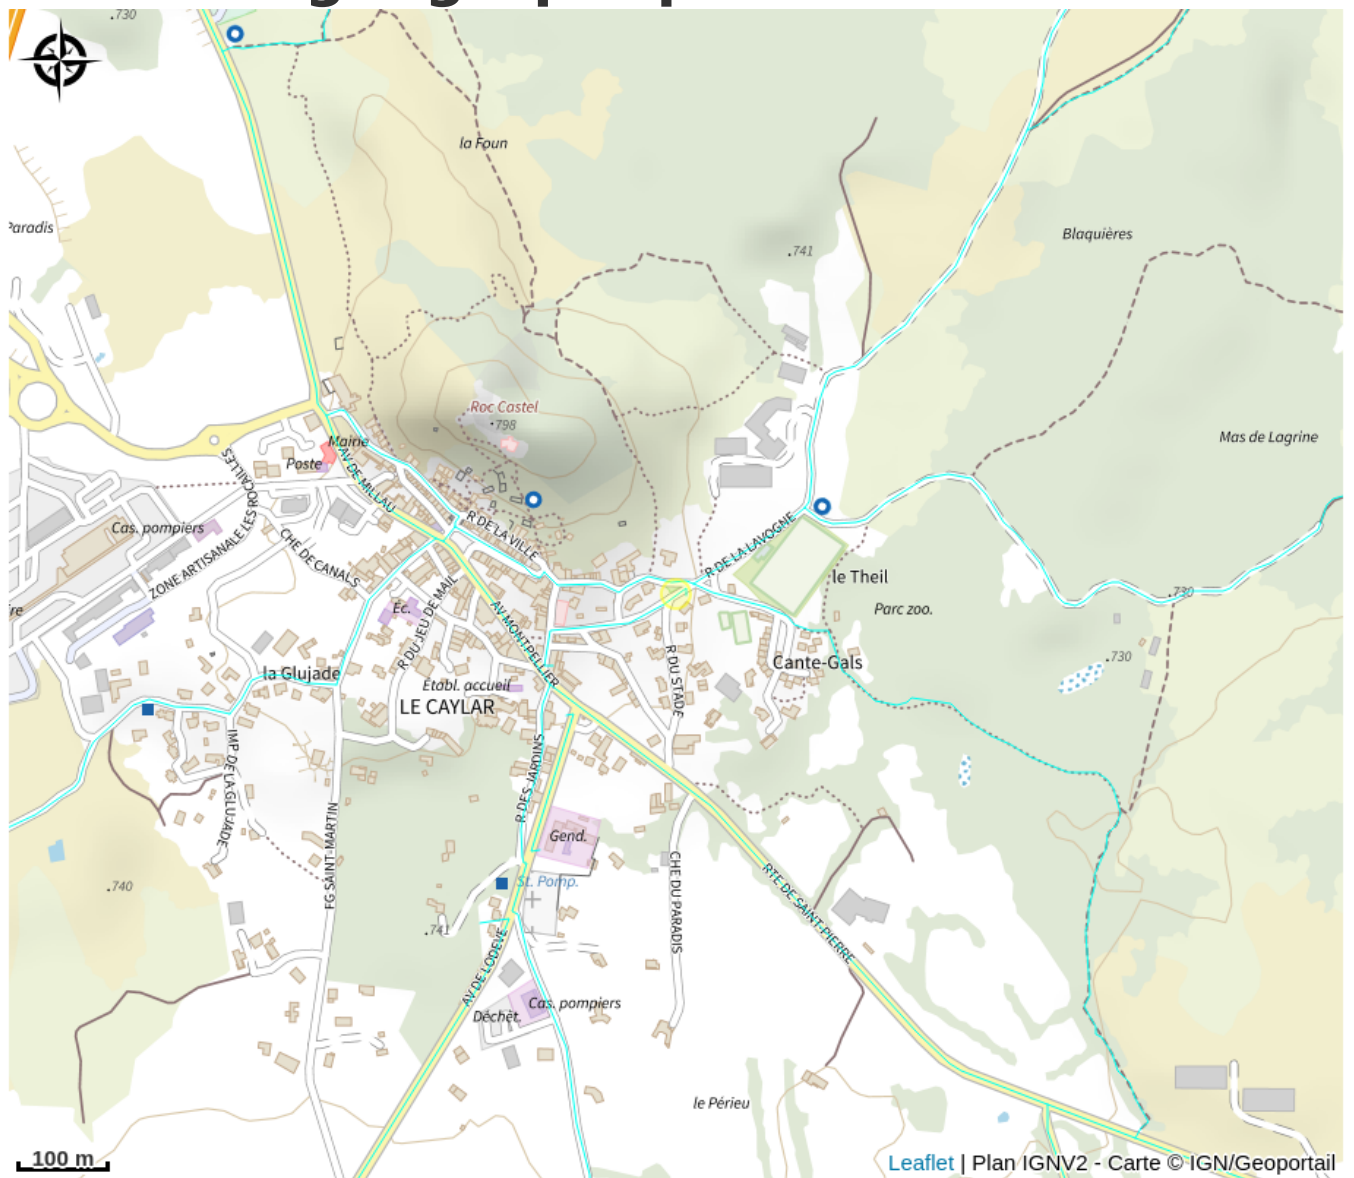 .730
la Foun
Paradis
Blaquières
.741
Roc Castel
.798
Mas de Lagrine
Mairie
Poste
AV DE MILLAU
ZONE ARTISANALE LES ROCAILLES
Cas. pompiers
R DE LA VILLE
R DE LA LAVOGNE
CHE DE CANALS
le Theil
Éc.
R DU JEU DE MAIL
AV MONTPELLIER
Parc zoo.
.730
la Glujade
R DU STADE
Cante-Gals
.730
Établ. accueil
LE CAYLAR
IMP DE LA GLUJADE
R DES JARDINS
FG SAINT-MARTIN
Gend.
CHE DU PARADIS
RTE DE SAINT-PIERRE
St. Pomp.
.740
.741
AV DE LODÈVE
Cas. pompiers
Déchèt.
le Périeu
100 m
Leaflet | Plan IGNV2 - Carte © IGN/Geoportail